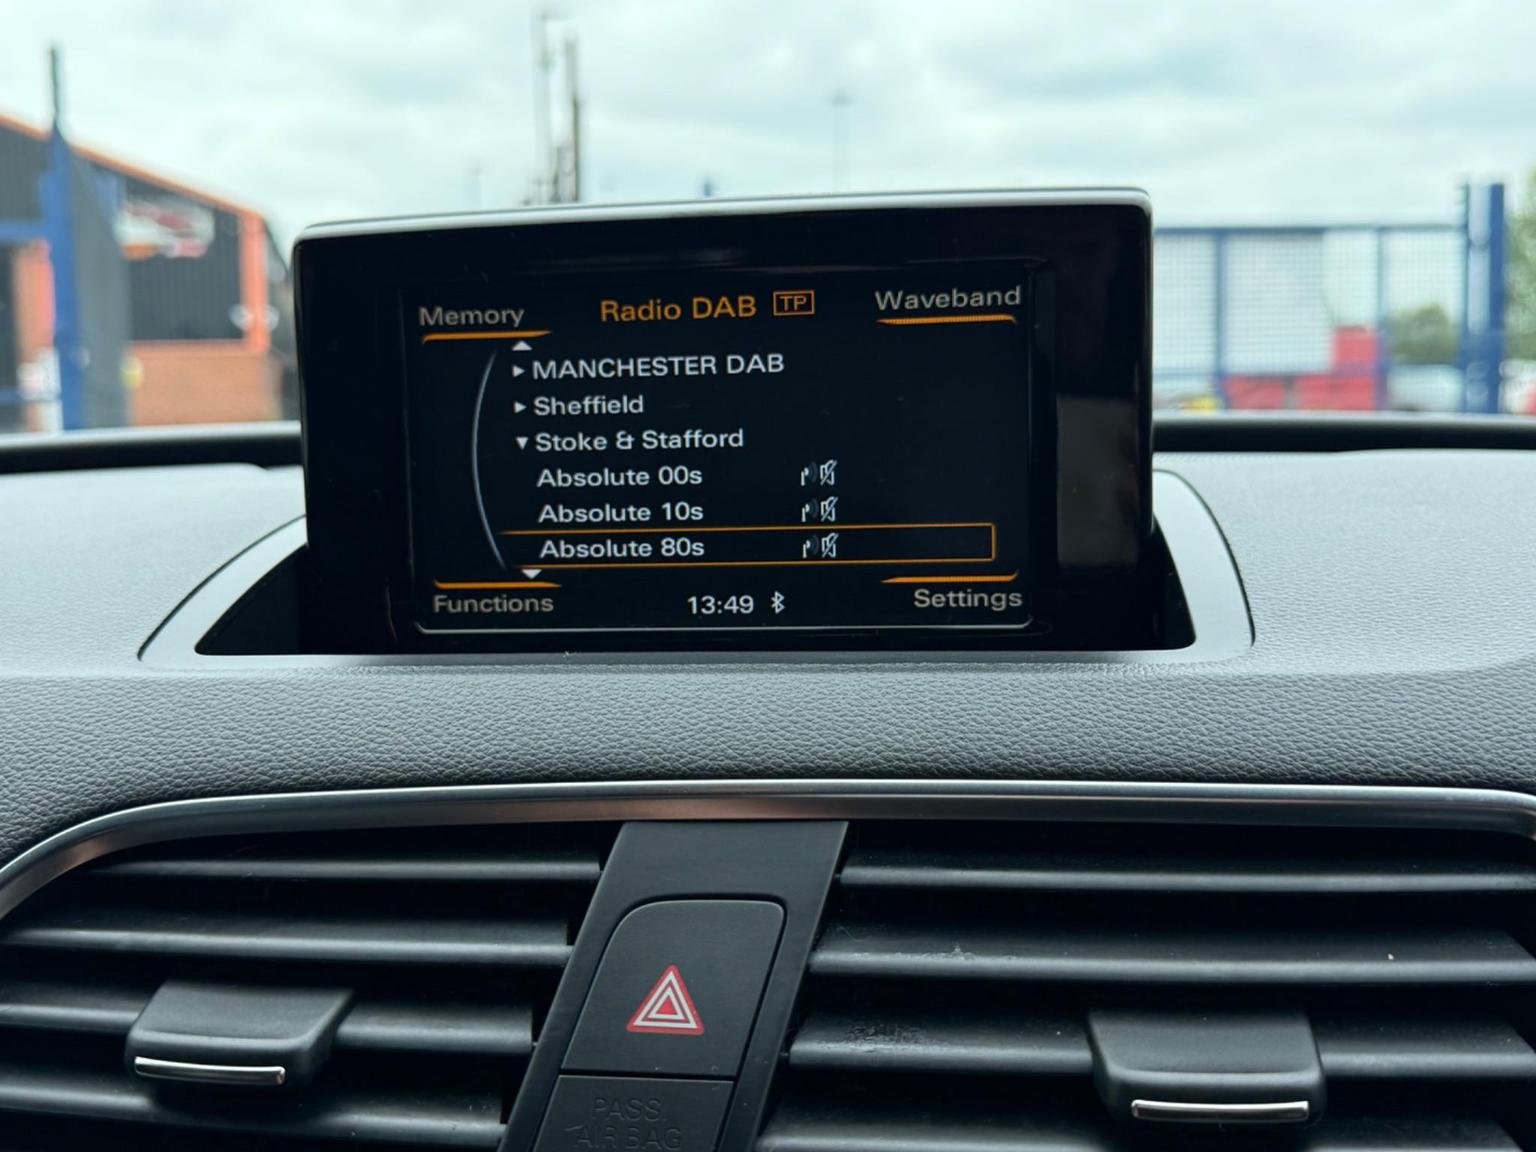 Memory Radio DAB TP Waveband
MANCHESTER DAB
Sheffield
Stoke & Stafford
Absolute 00s
Absolute 10s
Absolute 80s
Functions 13:49 Settings
PASS
AIR BAG